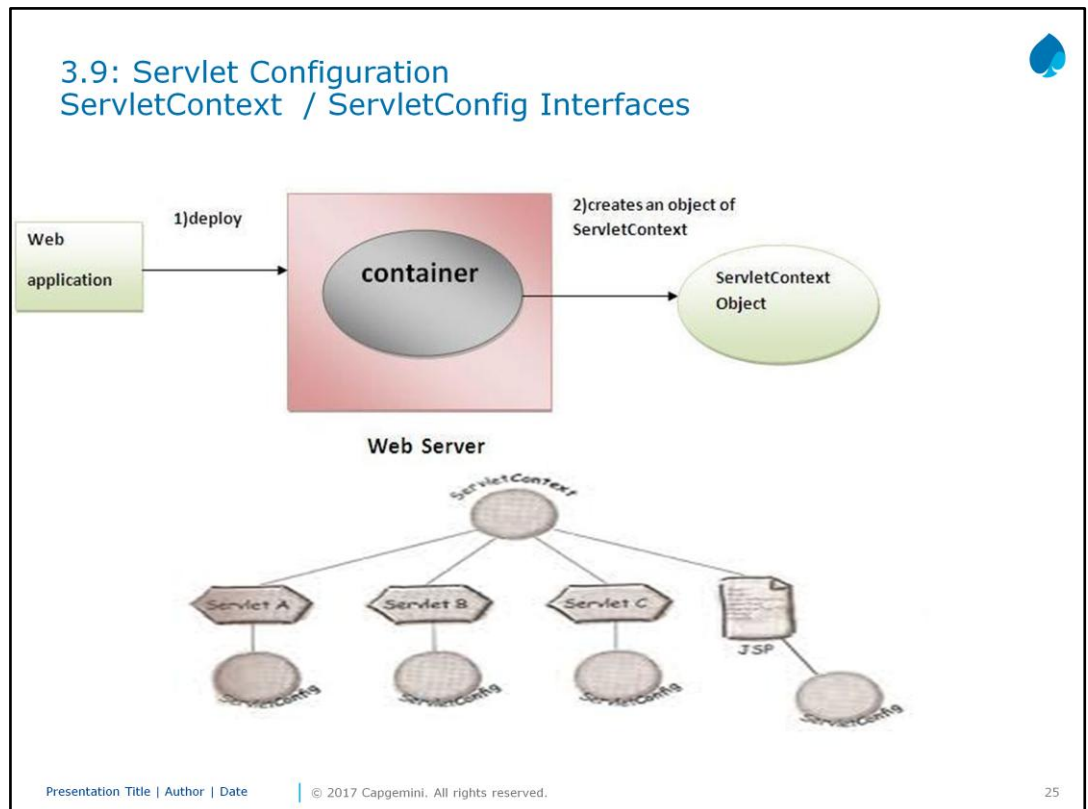 3.9: Servlet Configuration
ServletContext / ServletConfig Interfaces
1)deploy
2)creates an object of
ServletContext
Web
application
container
ServletContext
Object
Web Server
ServletContext
Servlet A
Servlet B
Servlet C
JSP
ServletConfig
ServletConfig
ServletConfig
ServletConfig
Presentation Title | Author | Date
© 2017 Capgemini. All rights reserved.
25